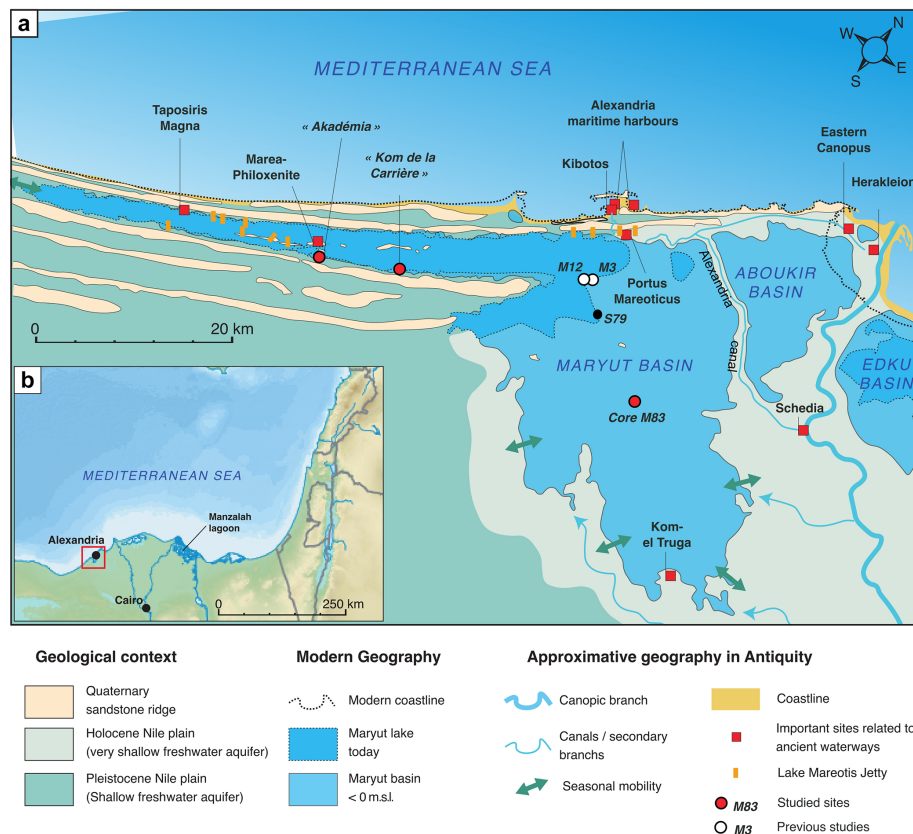 a
N
W
E
S
MEDITERRANEAN SEA
Taposiris
Magna
« Akadémia »
Marea-
Philoxenite
« Kom de la
Carrière »
Alexandria
maritime harbours
Kibotos
Eastern
Canopus
Herakleion
M12
M3
Portus
Mareoticus
S79
Alexandria
canal
ABOUKIR
BASIN
EDKU
BASIN
MARYUT BASIN
Core M83
Schedia
Kom-
el Truga
0
20 km
b
MEDITERRANEAN SEA
Manzalah
lagoon
Alexandria
Cairo
0
250 km
Geological context
Quaternary
sandstone ridge
Holocene Nile plain
(very shallow freshwater aquifer)
Pleistocene Nile plain
(Shallow freshwater aquifer)
Modern Geography
Modern coastline
Maryut lake
today
Maryut basin
< 0 m.s.l.
Approximative geography in Antiquity
Canopic branch
Canals / secondary
branchs
Seasonal mobility
Coastline
Important sites related to
ancient waterways
Lake Mareotis Jetty
M83 Studied sites
M3 Previous studies